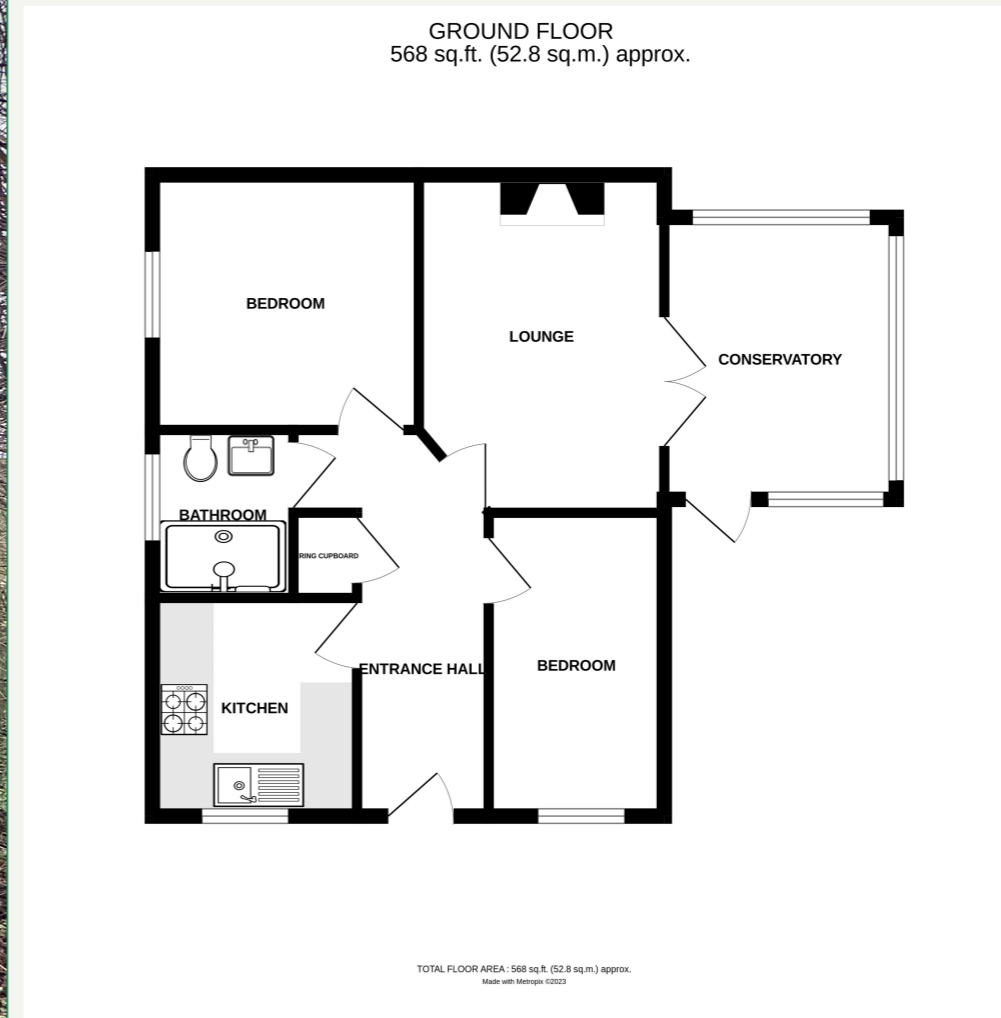 GROUND FLOOR
568 sq.ft. (52.8 sq.m.) approx.
BEDROOM
LOUNGE
CONSERVATORY
BATHROOM
RING CUPBOARD
ENTRANCE HALL
BEDROOM
KITCHEN
TOTAL FLOOR AREA : 568 sq.ft. (52.8 sq.m.) approx.
Made with Metropix ©2023